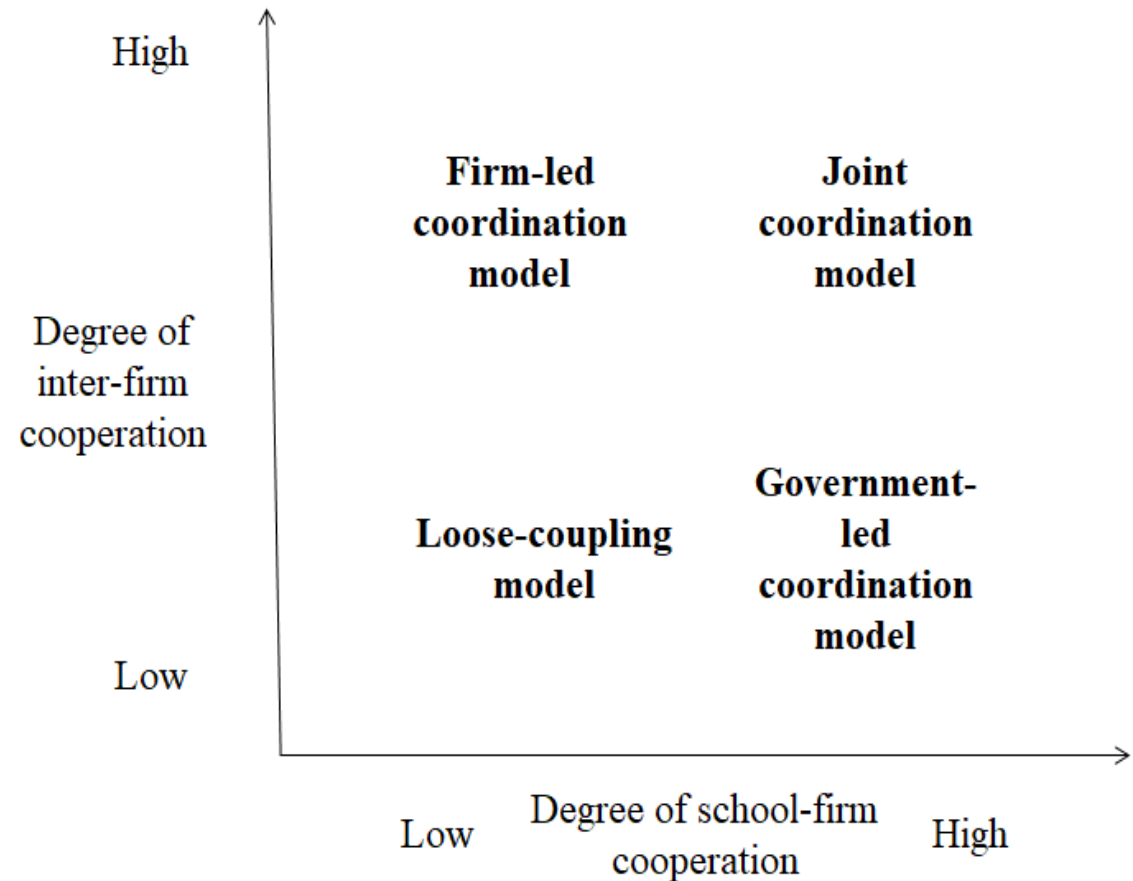 High
Firm-led
coordination
model
Joint
coordination
model
Degree of
inter-firm
cooperation
Loose-coupling
model
Government-
led
coordination
model
Low
Low
Degree of school-firm
cooperation
High